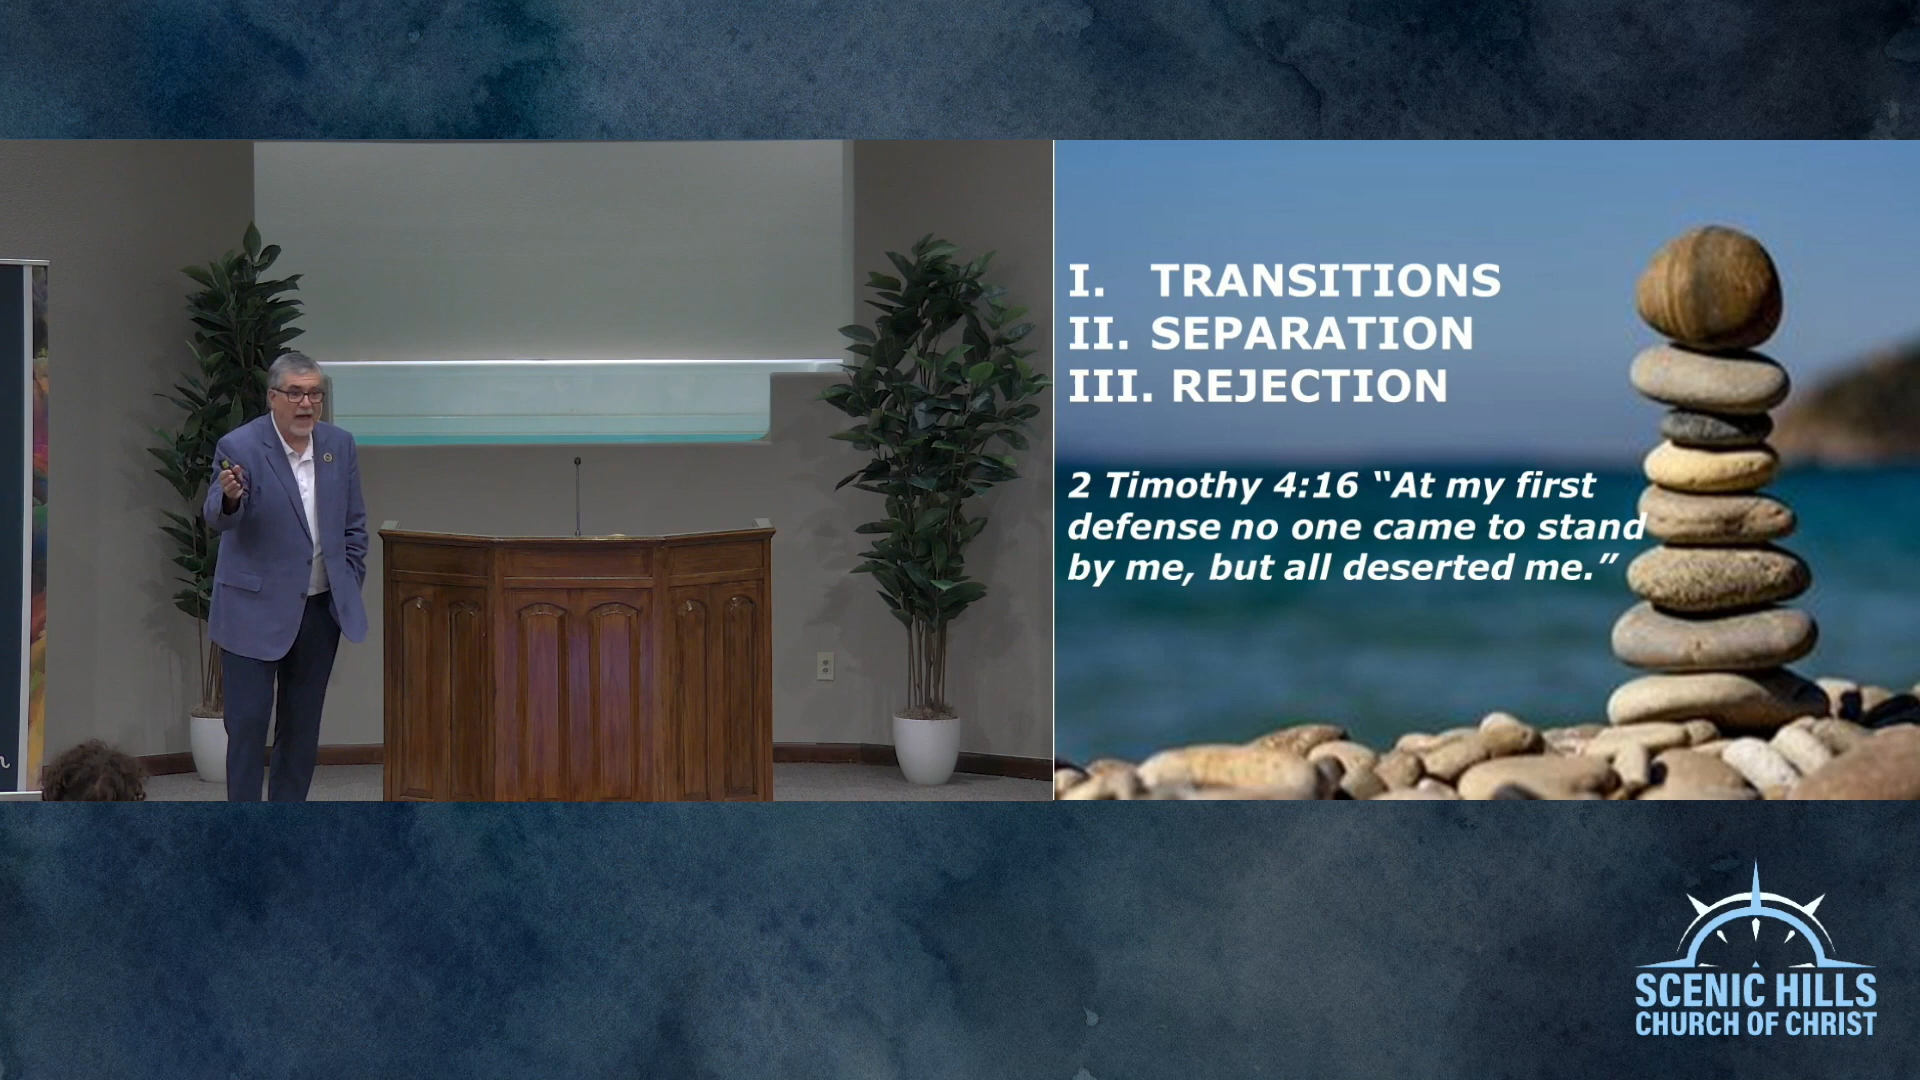 I. TRANSITIONS
II. SEPARATION
III. REJECTION
2 Timothy 4:16 “At my first
defense no one came to stand
by me, but all deserted me.”
SCENIC HILLS
CHURCH OF CHRIST